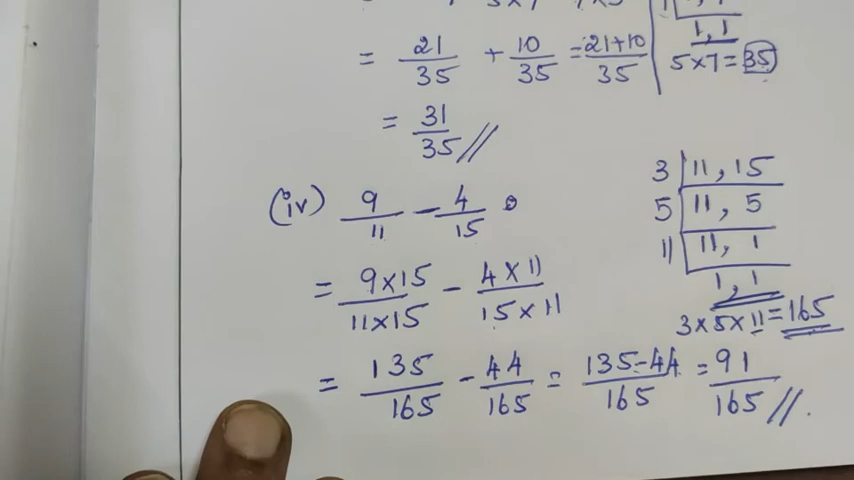 = 21/35 + 10/35 = 21+10/35
1, 1
5×7=35
= 31/35 //
(iv) 9/11 − 4/15
= 9×15/11×15 − 4×11/15×11
= 135/165 − 44/165 = 135−44/165 = 91/165 //.
3 | 11, 15
5 | 11, 5
11 | 11, 1
1, 1
3×5×11=165